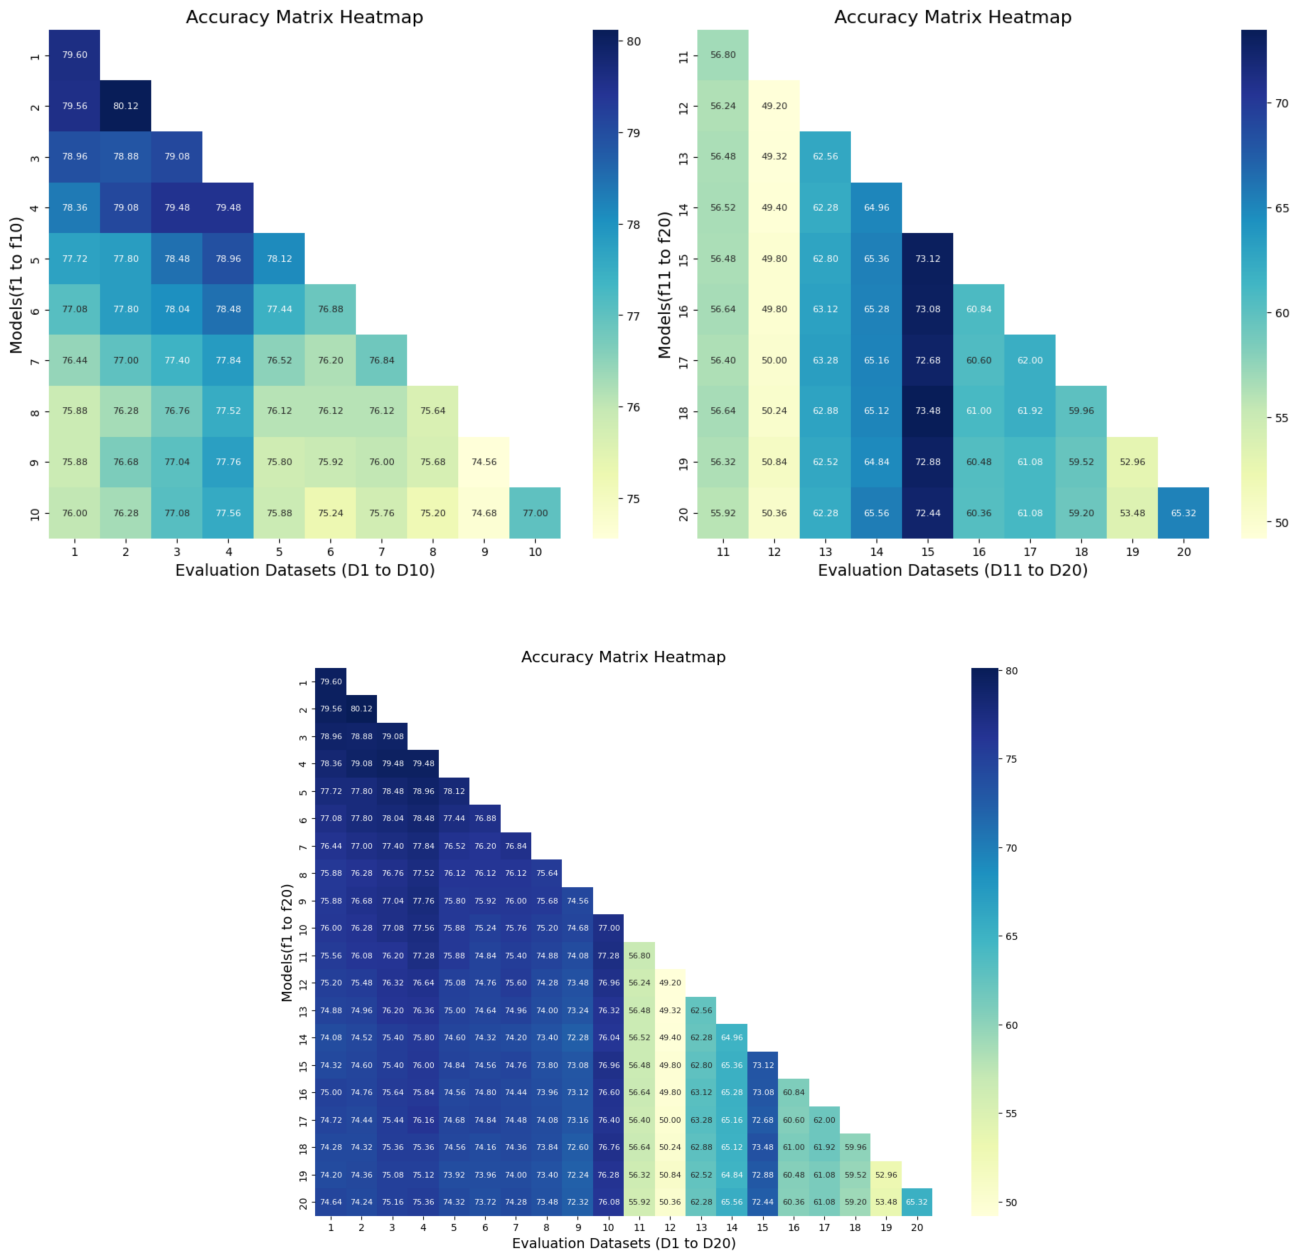 Accuracy Matrix Heatmap
Models(f1 to f10)
1 79.60
2 79.56 80.12
3 78.96 78.88 79.08
4 78.36 79.08 79.48 79.48
5 77.72 77.80 78.48 78.96 78.12
6 77.08 77.80 78.04 78.48 77.44 76.88
7 76.44 77.00 77.40 77.84 76.52 76.20 76.84
8 75.88 76.28 76.76 77.52 76.12 76.12 76.12 75.64
9 75.88 76.68 77.04 77.76 75.80 75.92 76.00 75.68 74.56
10 76.00 76.28 77.08 77.56 75.88 75.24 75.76 75.20 74.68 77.00
1 2 3 4 5 6 7 8 9 10
Evaluation Datasets (D1 to D10)
80
79
78
77
76
75
Accuracy Matrix Heatmap
Models(f11 to f20)
11 56.80
12 56.24 49.20
13 56.48 49.32 62.56
14 56.52 49.40 62.28 64.96
15 56.48 49.80 62.80 65.36 73.12
16 56.64 49.80 63.12 65.28 73.08 60.84
17 56.40 50.00 63.28 65.16 72.68 60.60 62.00
18 56.64 50.24 62.88 65.12 73.48 61.00 61.92 59.96
19 56.32 50.84 62.52 64.84 72.88 60.48 61.08 59.52 52.96
20 55.92 50.36 62.28 65.56 72.44 60.36 61.08 59.20 53.48 65.32
11 12 13 14 15 16 17 18 19 20
Evaluation Datasets (D11 to D20)
70
65
60
55
50
Accuracy Matrix Heatmap
Models(f1 to f20)
1 79.60
2 79.56 80.12
3 78.96 78.88 79.08
4 78.36 79.08 79.48 79.48
5 77.72 77.80 78.48 78.96 78.12
6 77.08 77.80 78.04 78.48 77.44 76.88
7 76.44 77.00 77.40 77.84 76.52 76.20 76.84
8 75.88 76.28 76.76 77.52 76.12 76.12 76.12 75.64
9 75.88 76.68 77.04 77.76 75.80 75.92 76.00 75.68 74.56
10 76.00 76.28 77.08 77.56 75.88 75.24 75.76 75.20 74.68 77.00
11 75.56 76.08 76.20 77.28 75.88 74.84 75.40 74.88 74.08 77.28 56.80
12 75.20 75.48 76.32 76.64 75.08 74.76 75.60 74.28 73.48 76.96 56.24 49.20
13 74.88 74.96 76.20 76.36 75.00 74.64 74.96 74.00 73.24 76.32 56.48 49.32 62.56
14 74.08 74.52 75.40 75.80 74.60 74.32 74.20 73.40 72.28 76.04 56.52 49.40 62.28 64.96
15 74.32 74.60 75.40 76.00 74.84 74.56 74.76 73.80 73.08 76.96 56.48 49.80 62.80 65.36 73.12
16 75.00 74.76 75.64 75.84 74.56 74.80 74.44 73.96 73.12 76.60 56.64 49.80 63.12 65.28 73.08 60.84
17 74.72 74.44 75.44 76.16 74.68 74.84 74.48 74.08 73.16 76.40 56.40 50.00 63.28 65.16 72.68 60.60 62.00
18 74.28 74.32 75.36 75.36 74.56 74.16 74.36 73.84 72.60 76.76 56.64 50.24 62.88 65.12 73.48 61.00 61.92 59.96
19 74.20 74.36 75.08 75.12 73.92 73.96 74.00 73.40 72.24 76.28 56.32 50.84 62.52 64.84 72.88 60.48 61.08 59.52 52.96
20 74.64 74.24 75.16 75.36 74.32 73.72 74.28 73.48 72.32 76.08 55.92 50.36 62.28 65.56 72.44 60.36 61.08 59.20 53.48 65.32
1 2 3 4 5 6 7 8 9 10 11 12 13 14 15 16 17 18 19 20
Evaluation Datasets (D1 to D20)
80
75
70
65
60
55
50